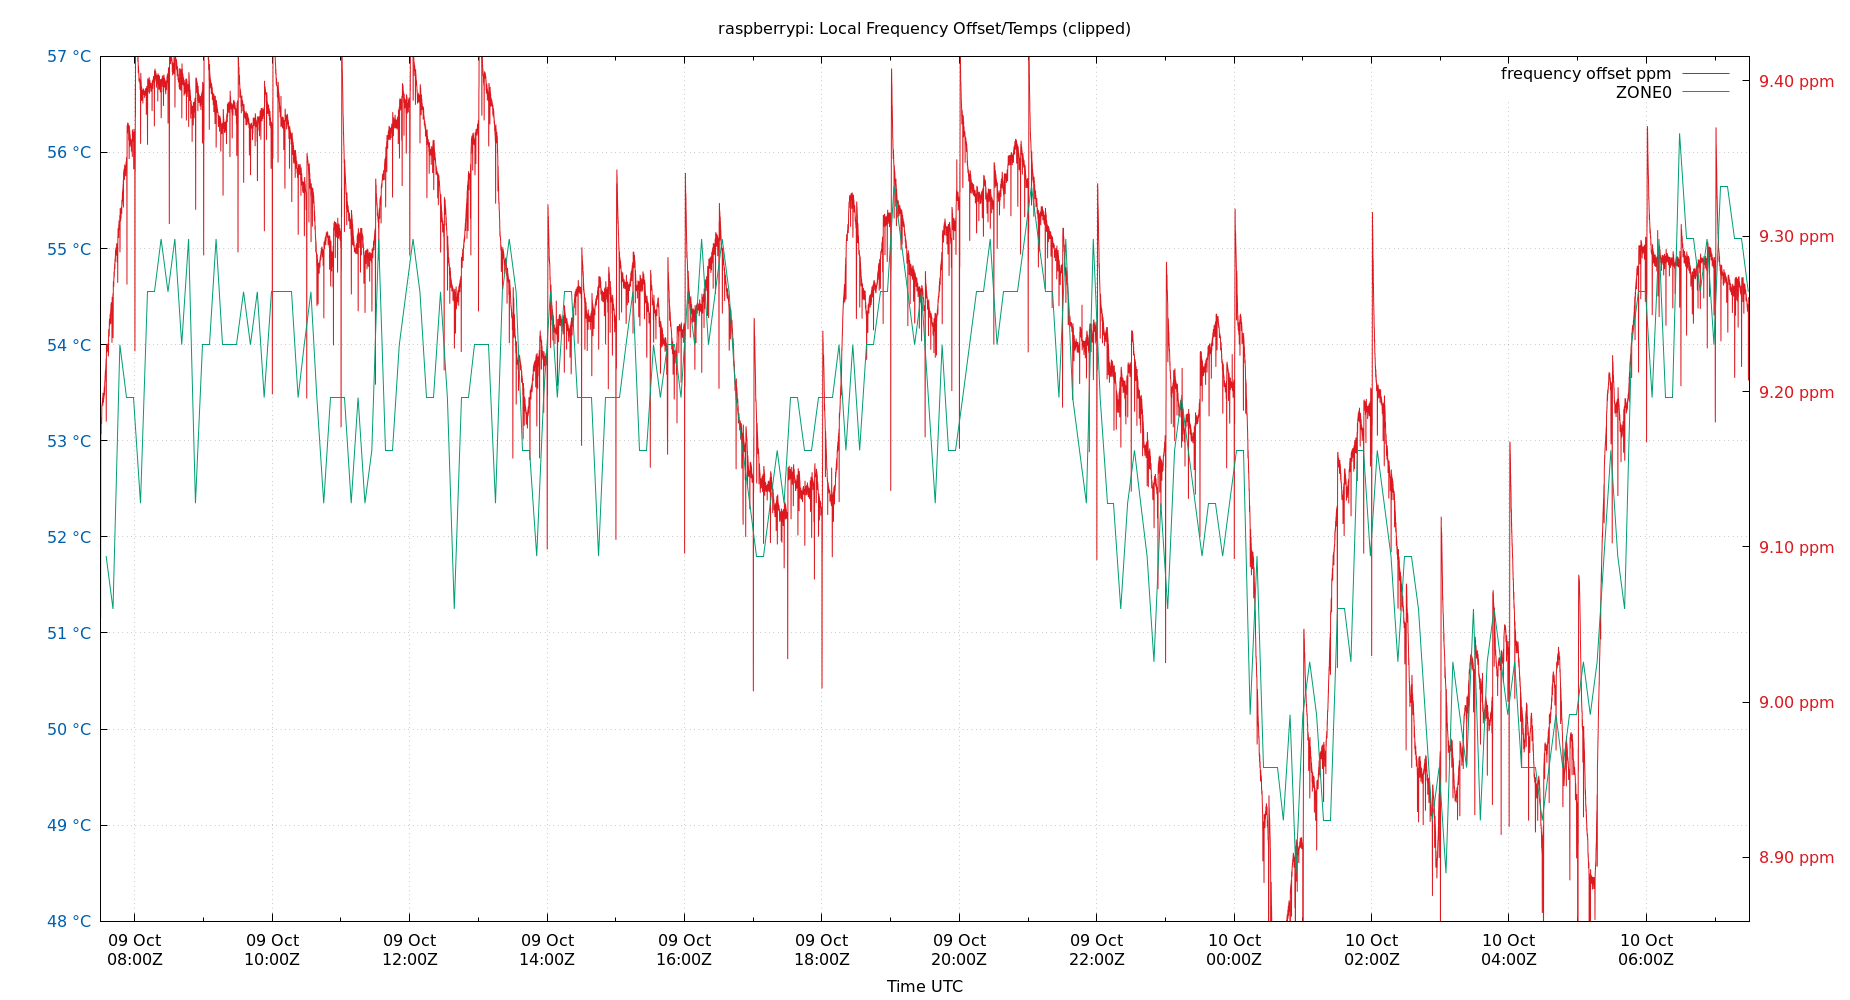 raspberrypi: Local Frequency Offset/Temps (clipped)
frequency offset ppm
ZONE0
57 °C
56 °C
55 °C
54 °C
53 °C
52 °C
51 °C
50 °C
49 °C
48 °C
9.40 ppm
9.30 ppm
9.20 ppm
9.10 ppm
9.00 ppm
8.90 ppm
09 Oct 09 Oct 09 Oct 09 Oct 09 Oct 09 Oct 09 Oct 09 Oct 10 Oct 10 Oct 10 Oct 10 Oct
08:00Z 10:00Z 12:00Z 14:00Z 16:00Z 18:00Z 20:00Z 22:00Z 00:00Z 02:00Z 04:00Z 06:00Z
Time UTC